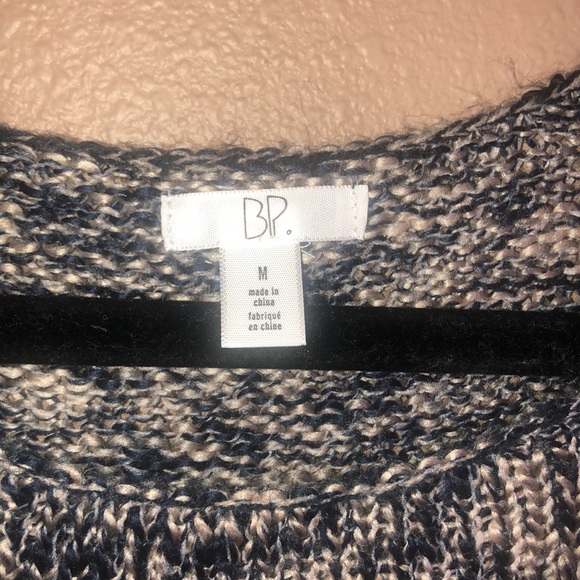 BP.
M
made in
china
fabriqué
en chine